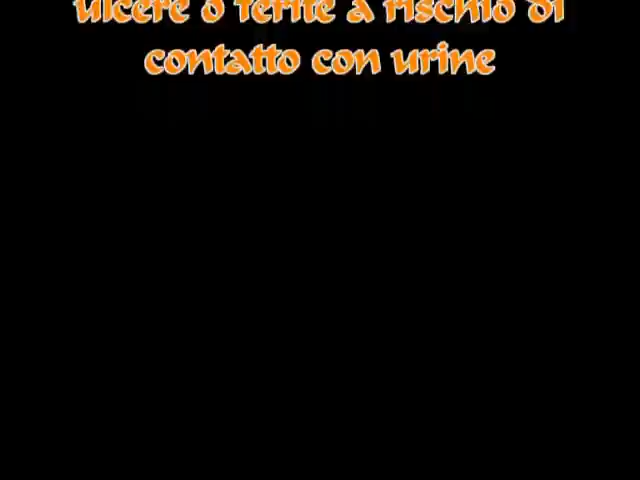 ulcere o ferite a rischio di
contatto con urine